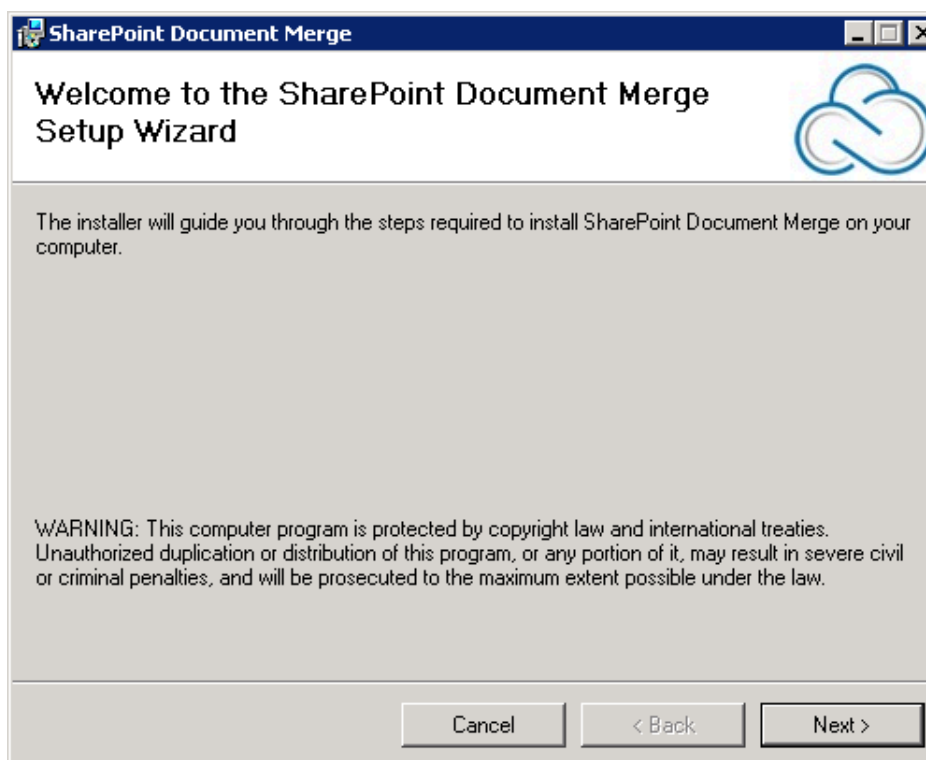 SharePoint Document Merge
Welcome to the SharePoint Document Merge
Setup Wizard
The installer will guide you through the steps required to install SharePoint Document Merge on your
computer.
WARNING: This computer program is protected by copyright law and international treaties.
Unauthorized duplication or distribution of this program, or any portion of it, may result in severe civil
or criminal penalties, and will be prosecuted to the maximum extent possible under the law.
Cancel < Back Next >